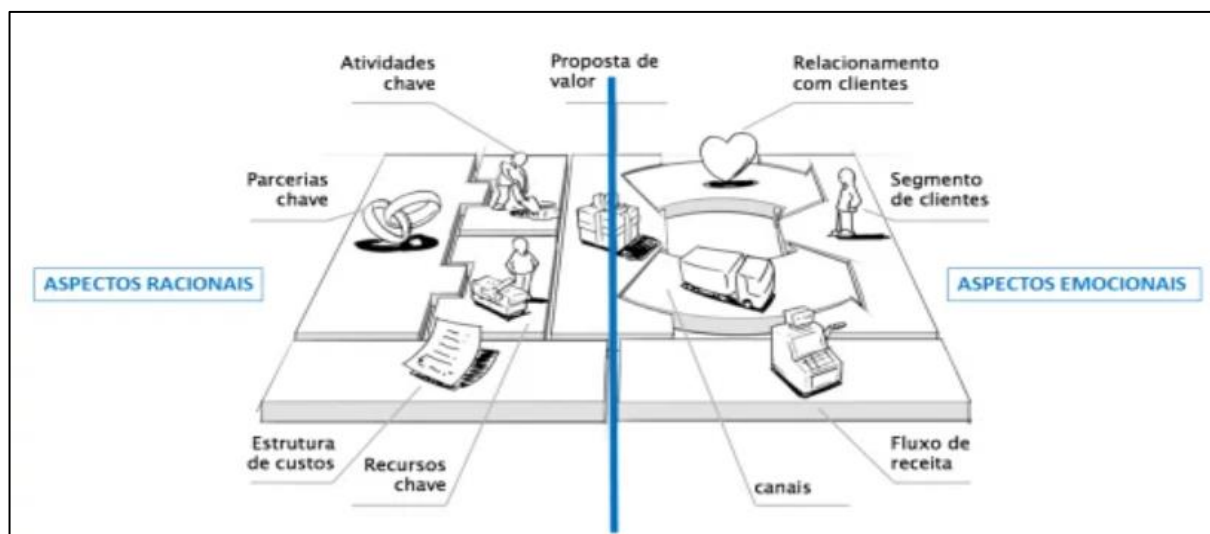 Atividades
chave
Proposta de
valor
Relacionamento
com clientes
Parcerias
chave
Segmento
de clientes
ASPECTOS RACIONAIS
ASPECTOS EMOCIONAIS
Estrutura
de custos
Recursos
chave
canais
Fluxo de
receita